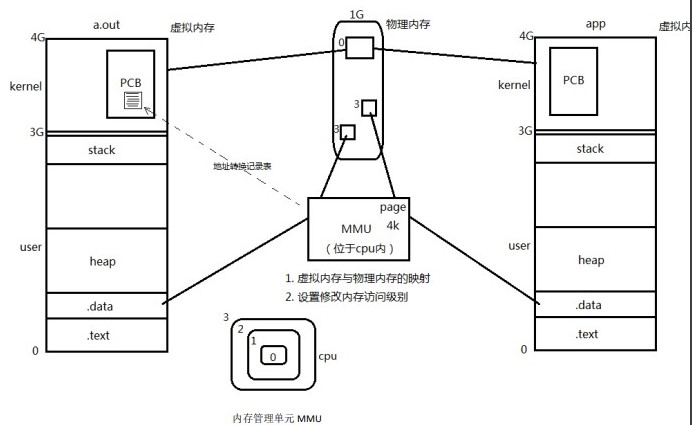 a.out
虚拟内存
1G
物理内存
app
虚拟内
4G
kernel
PCB
0
4G
kernel
PCB
3G
3
3
3G
stack
地址转换记录表
stack
page
4k
MMU
(位于cpu内)
user
heap
user
heap
1. 虚拟内存与物理内存的映射
2. 设置修改内存访问级别
.data
.data
.text
.text
0
0
3
2
1
0
cpu
内存管理单元 MMU